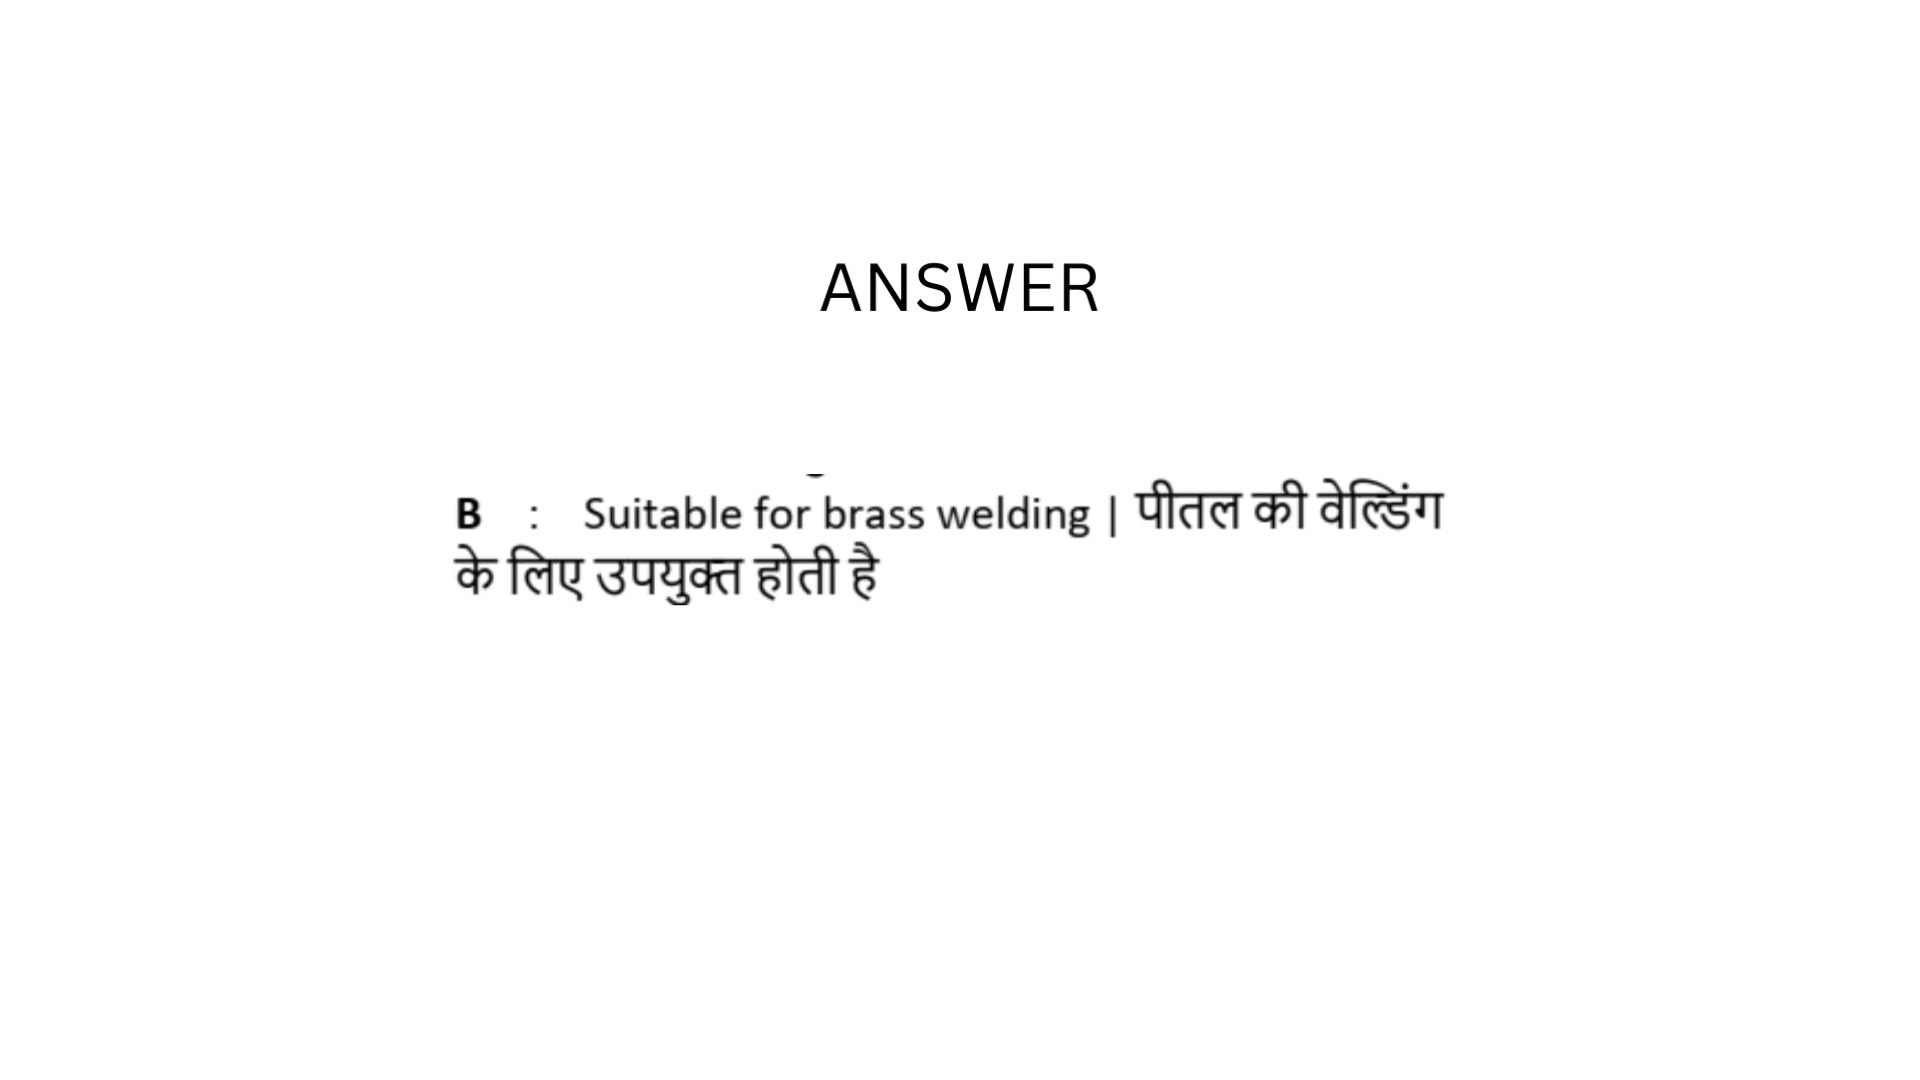 ANSWER
B : Suitable for brass welding | पीतल की वेल्डिंग
के लिए उपयुक्त होती है